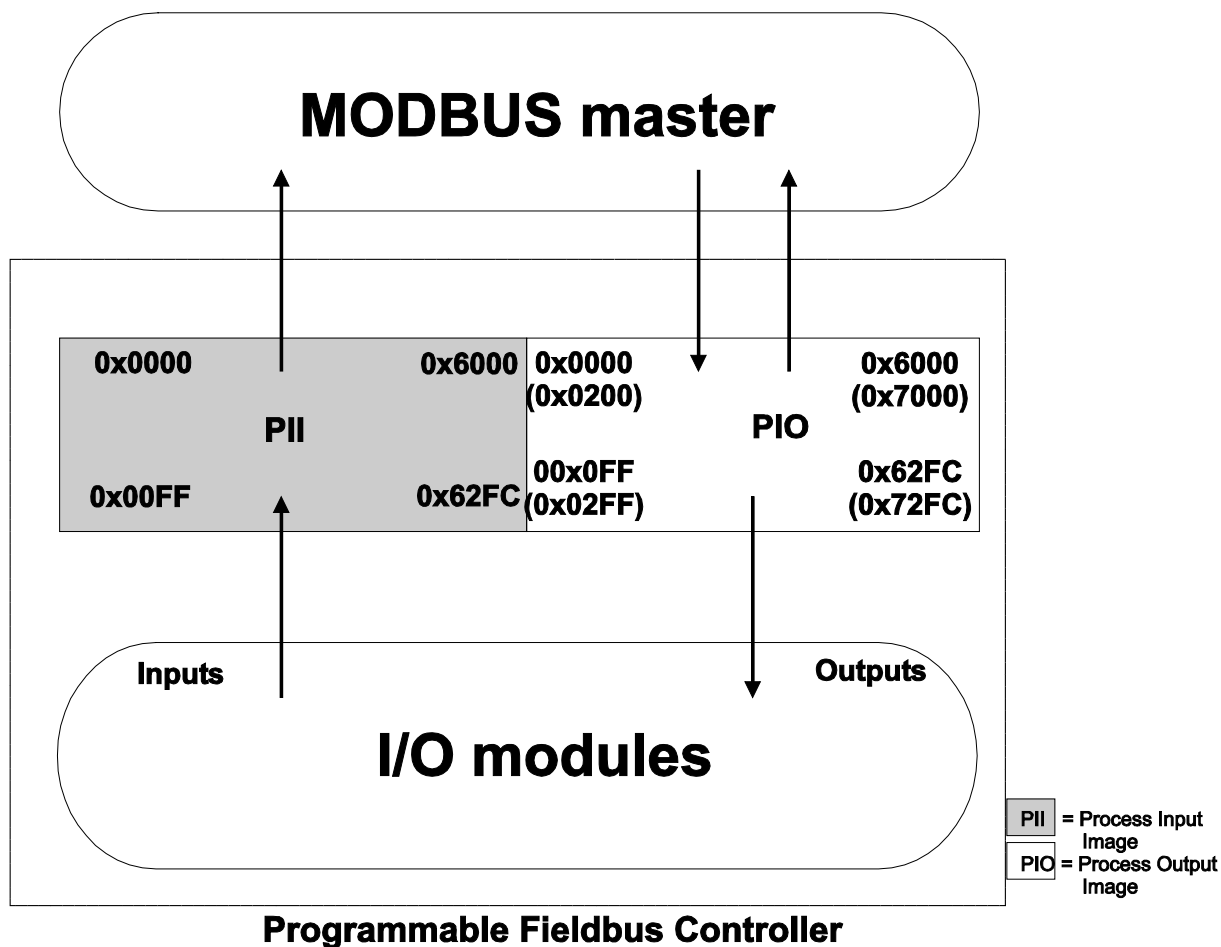 MODBUS master
0x0000 0x6000 0x0000 0x6000
(0x0200) (0x7000)
PII PIO
0x00FF 0x62FC 00x0FF 0x62FC
(0x02FF) (0x72FC)
Inputs Outputs
I/O modules
PII = Process Input
Image
PIO = Process Output
Image
Programmable Fieldbus Controller